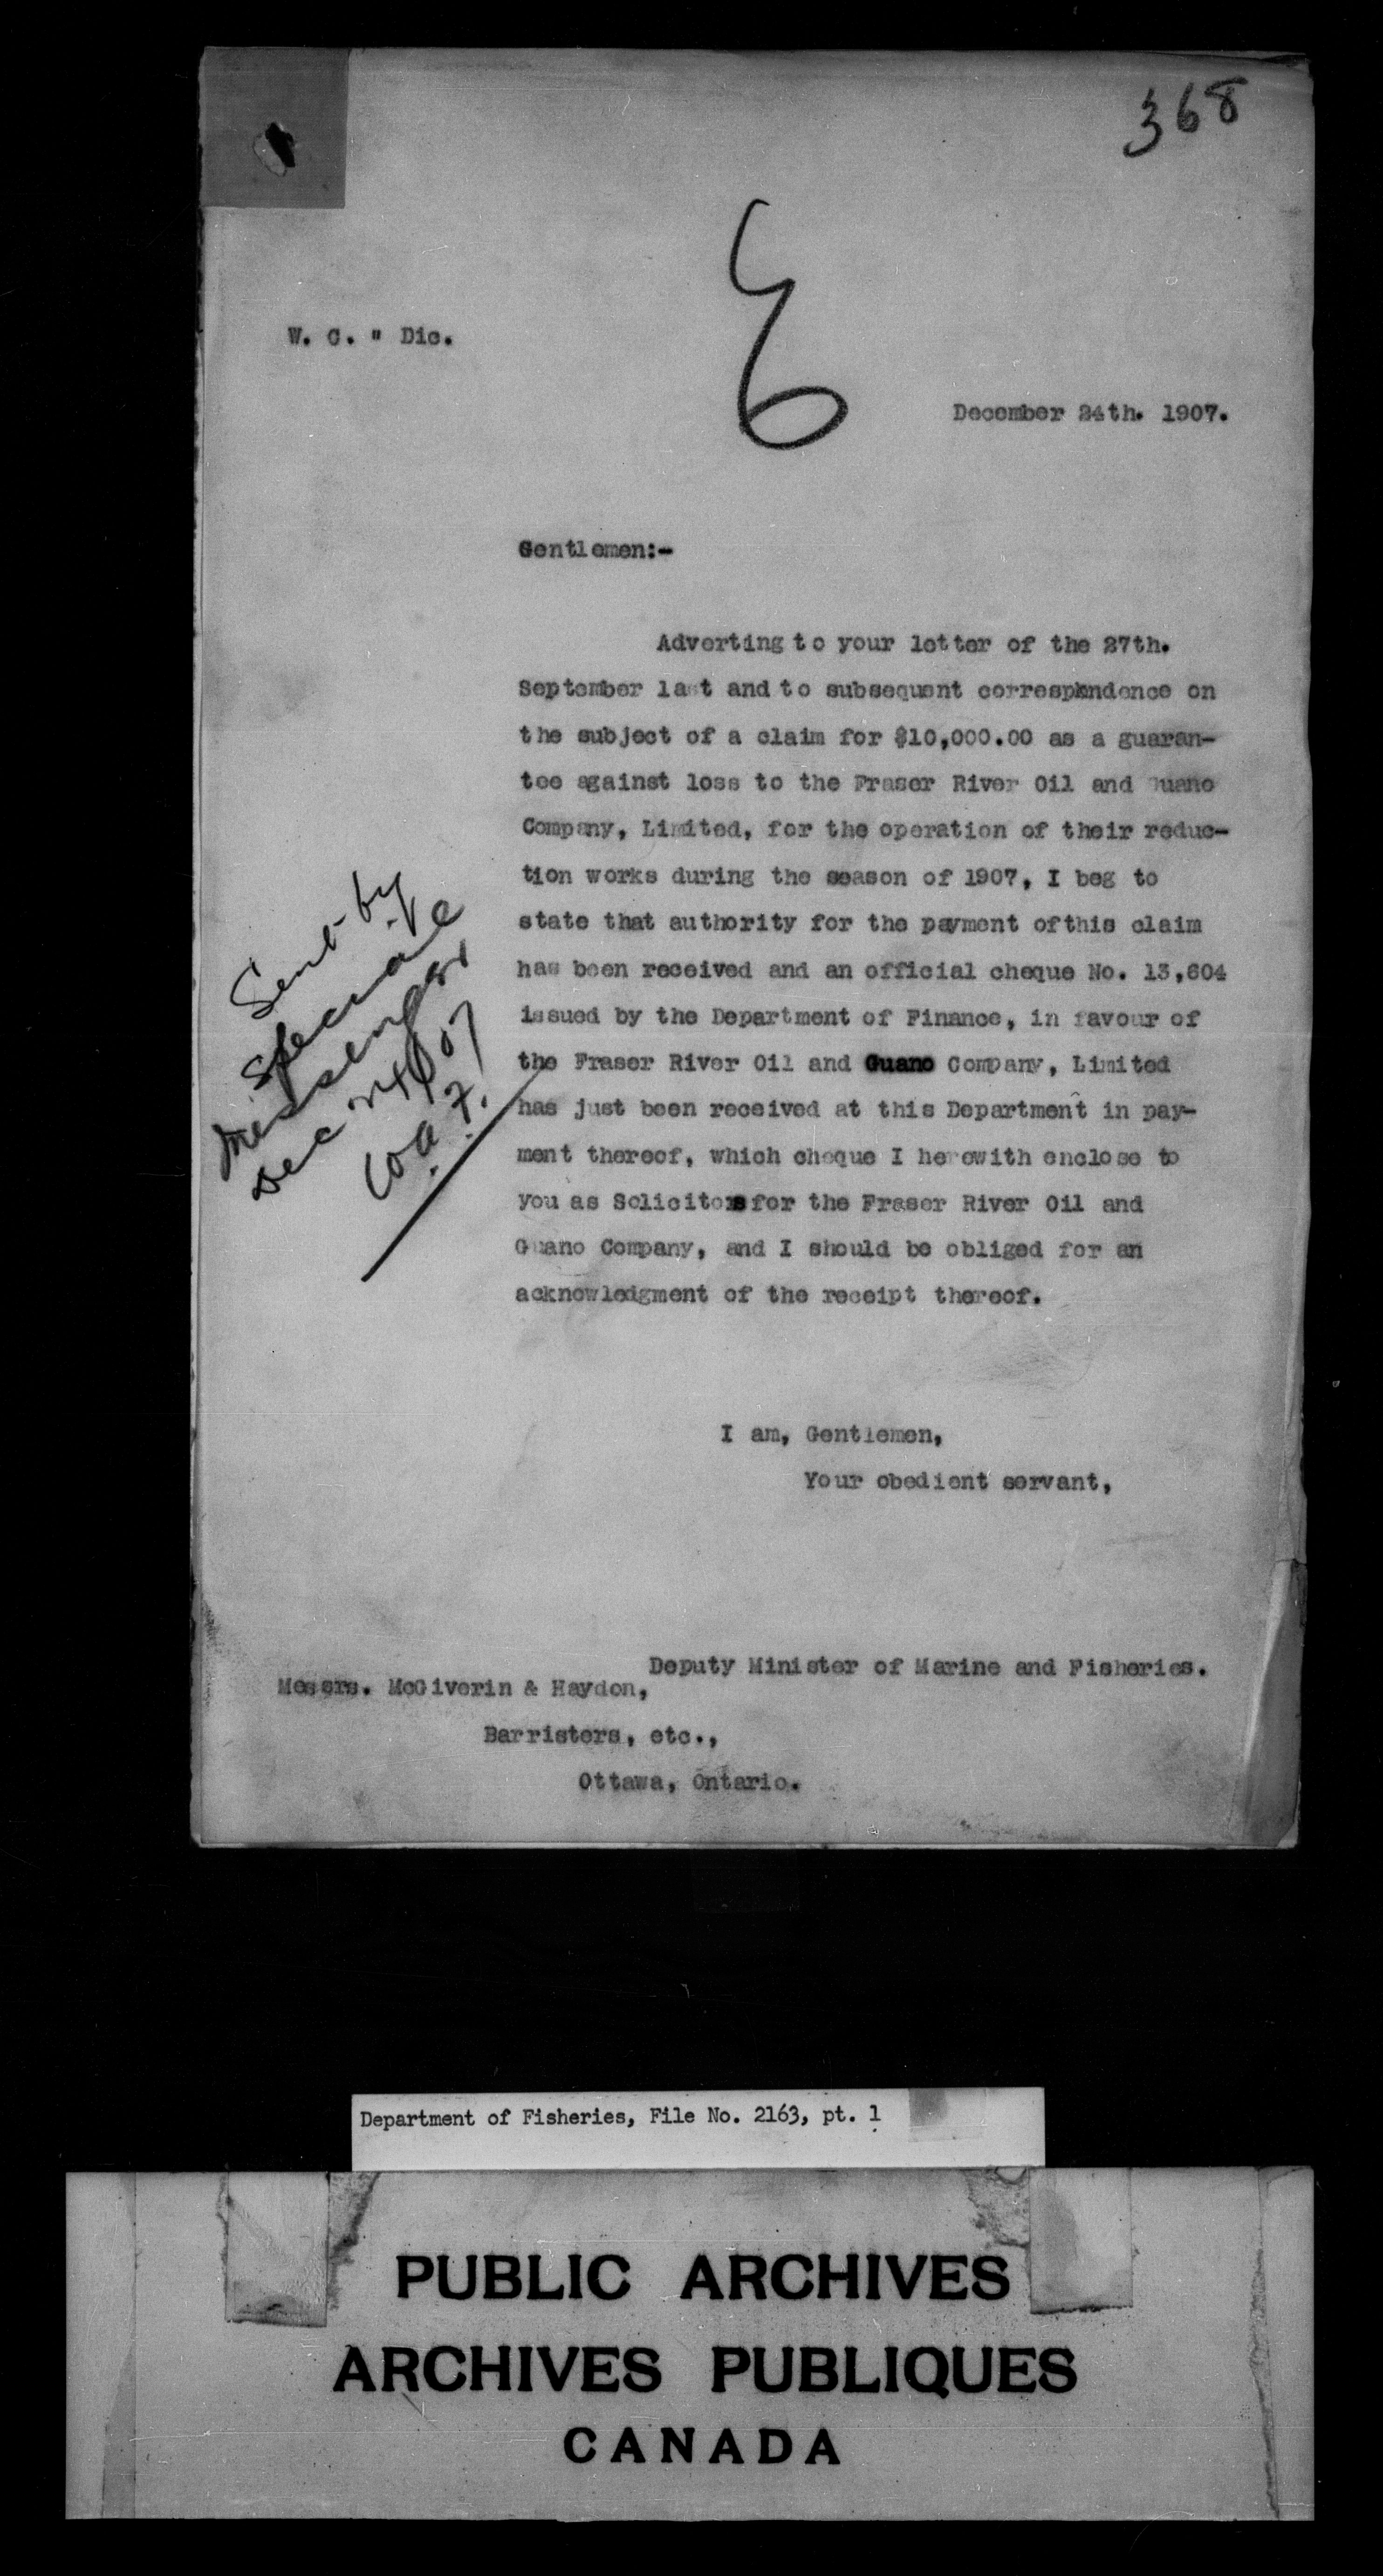 368
W. C. " Dic.
December 24th. 1907.
Gentlemen:-
Adverting to your letter of the 27th.
September last and to subsequent correspondence on
the subject of a claim for $10,000.00 as a guaran-
tee against loss to the Fraser River Oil and Guano
Company, Limited, for the operation of their reduc-
tion works during the season of 1907, I beg to
state that authority for the payment ofthis claim
has been received and an official cheque No. 13,604
issued by the Department of Finance, in favour of
the Fraser River Oil and Guano Company, Limited
has just been received at this Department in pay-
ment thereof, which cheque I herewith enclose to
you as Solicitors for the Fraser River Oil and
Guano Company, and I should be obliged for an
acknowledgment of the receipt thereof.
Sent by
special
messenger
Dec 24/07
I am, Gentlemen,
Your obedient servant,
Deputy Minister of Marine and Fisheries.
Messrs. McGiverin & Haydon,
Barristers, etc.,
Ottawa, Ontario.
Department of Fisheries, File No. 2163, pt. 1
PUBLIC ARCHIVES
ARCHIVES PUBLIQUES
CANADA